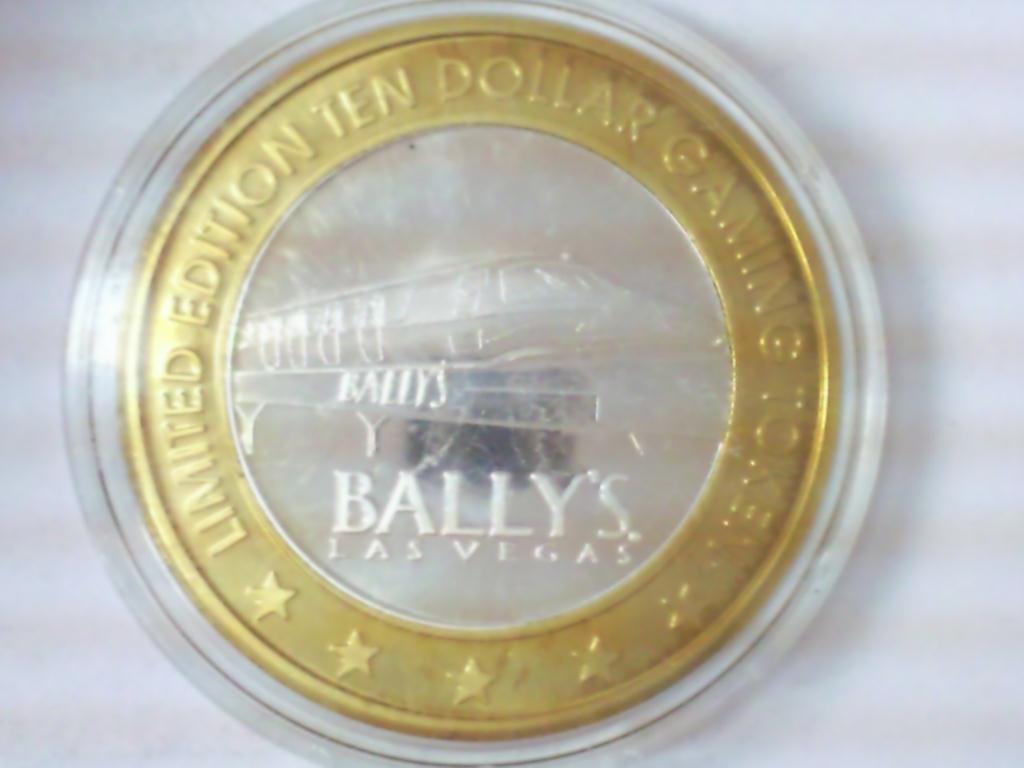 LIMITED EDITION TEN DOLLAR GAMING TOKEN
BALLY'S
BALLY'S
LAS VEGAS